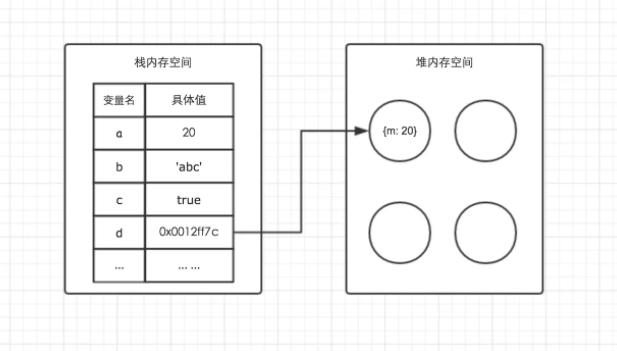 栈内存空间
变量名 具体值
a 20
b 'abc'
c true
d 0x0012ff7c
... ... ...
堆内存空间
{m: 20}